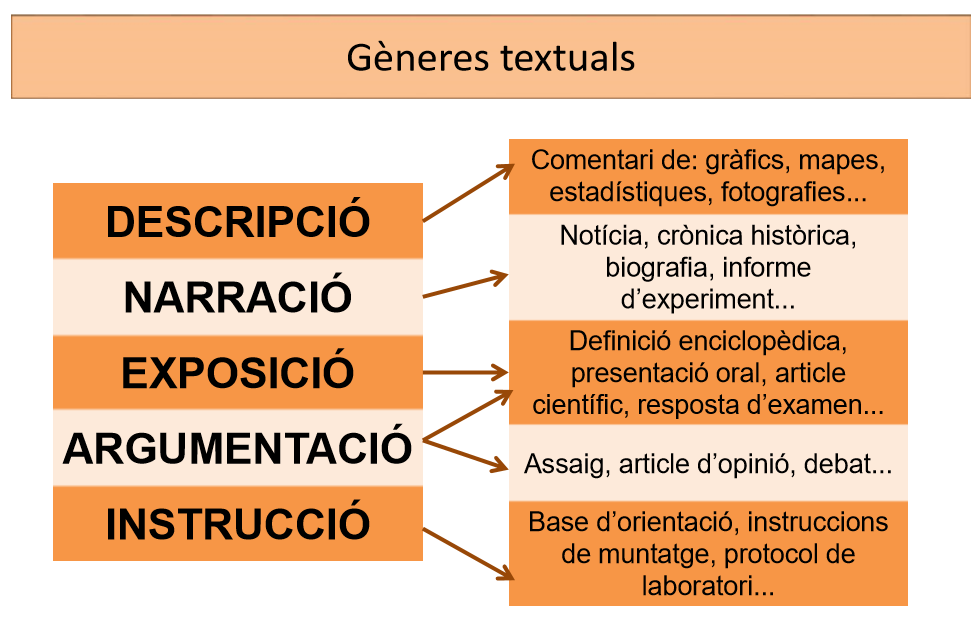 Gèneres textuals
DESCRIPCIÓ
NARRACIÓ
EXPOSICIÓ
ARGUMENTACIÓ
INSTRUCCIÓ
Comentari de: gràfics, mapes,
estadístiques, fotografies...
Notícia, crònica històrica,
biografia, informe
d’experiment...
Definició enciclopèdica,
presentació oral, article
científic, resposta d’examen...
Assaig, article d’opinió, debat...
Base d’orientació, instruccions
de muntatge, protocol de
laboratori...